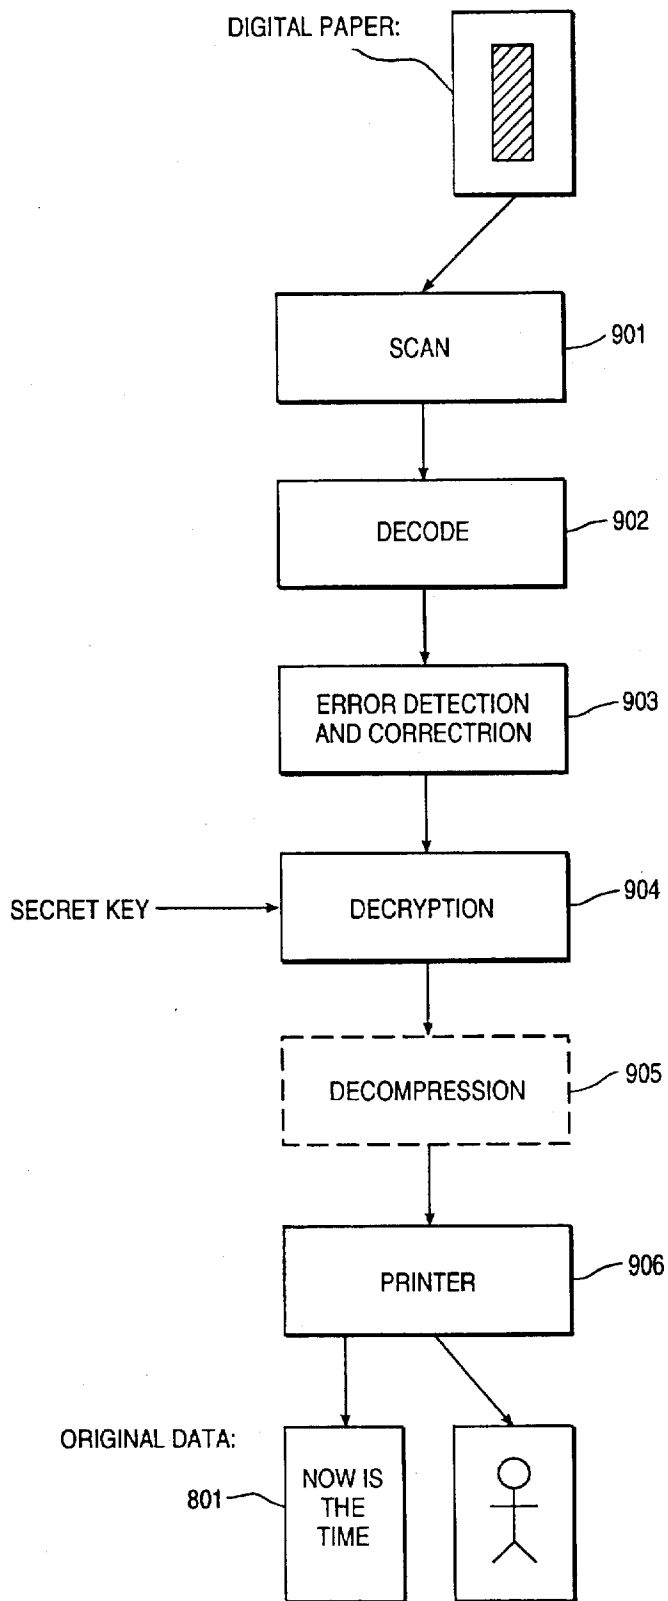 DIGITAL PAPER:
SCAN
901
DECODE
902
ERROR DETECTION
AND CORRECTRION
903
SECRET KEY
DECRYPTION
904
DECOMPRESSION
905
PRINTER
906
ORIGINAL DATA:
801
NOW IS
THE
TIME